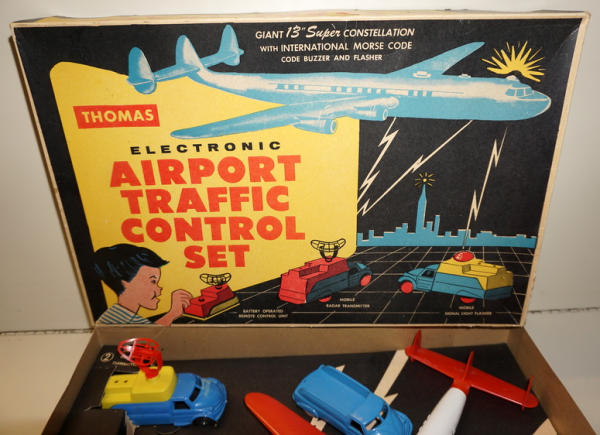 GIANT 13" Super CONSTELLATION
WITH INTERNATIONAL MORSE CODE
CODE BUZZER AND FLASHER
THOMAS
ELECTRONIC
AIRPORT
TRAFFIC
CONTROL
SET
BATTERY OPERATED
REMOTE CONTROL UNIT
MOBILE
RADAR TRANSMITTER
MOBILE
SIGNAL LIGHT FLASHER
2